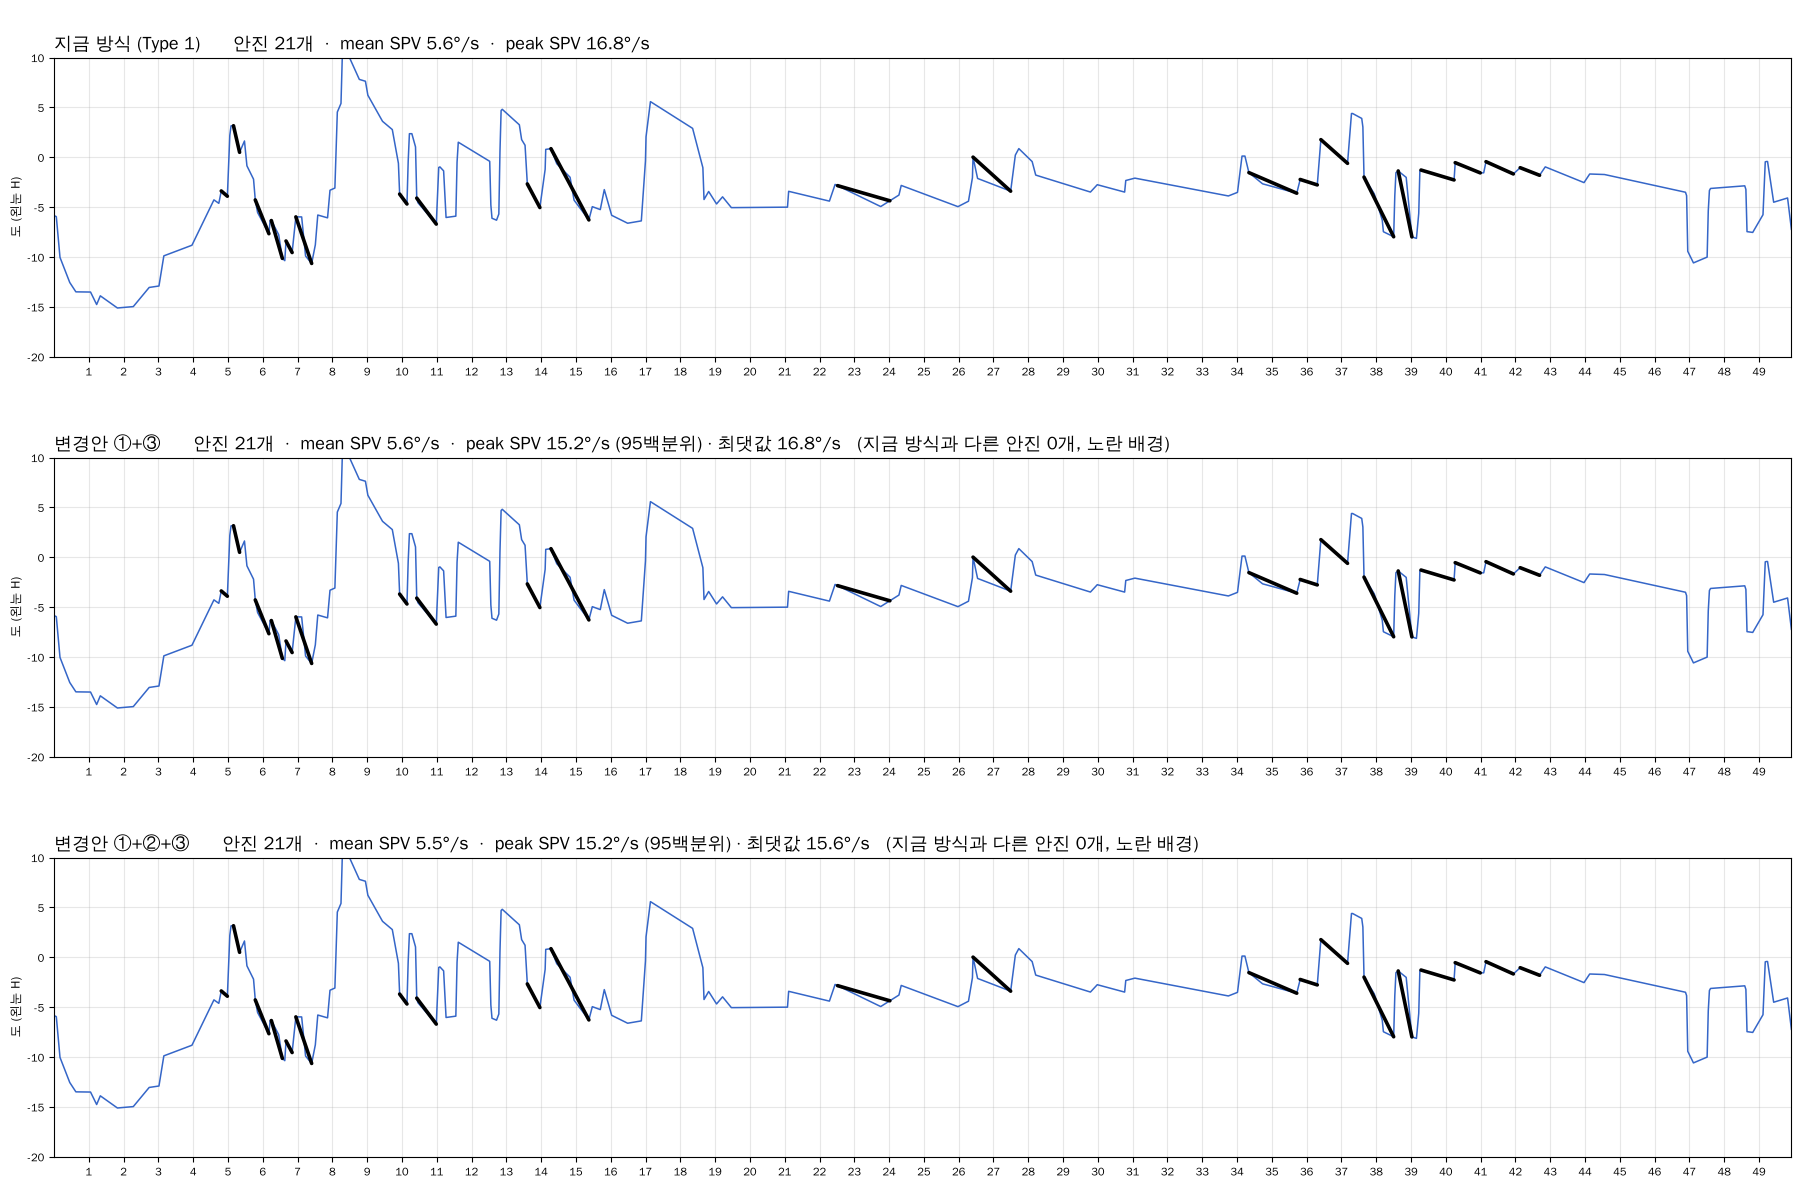 지금 방식 (Type 1) 안진 21개 · mean SPV 5.6°/s · peak SPV 16.8°/s
10
5
0
-5
-10
-15
-20
도 (왼눈 H)
1 2 3 4 5 6 7 8 9 10 11 12 13 14 15 16 17 18 19 20 21 22 23 24 25 26 27 28 29 30 31 32 33 34 35 36 37 38 39 40 41 42 43 44 45 46 47 48 49
변경안 ①+③ 안진 21개 · mean SPV 5.6°/s · peak SPV 15.2°/s (95백분위) · 최댓값 16.8°/s (지금 방식과 다른 안진 0개, 노란 배경)
10
5
0
-5
-10
-15
-20
도 (왼눈 H)
1 2 3 4 5 6 7 8 9 10 11 12 13 14 15 16 17 18 19 20 21 22 23 24 25 26 27 28 29 30 31 32 33 34 35 36 37 38 39 40 41 42 43 44 45 46 47 48 49
변경안 ①+②+③ 안진 21개 · mean SPV 5.5°/s · peak SPV 15.2°/s (95백분위) · 최댓값 15.6°/s (지금 방식과 다른 안진 0개, 노란 배경)
10
5
0
-5
-10
-15
-20
도 (왼눈 H)
1 2 3 4 5 6 7 8 9 10 11 12 13 14 15 16 17 18 19 20 21 22 23 24 25 26 27 28 29 30 31 32 33 34 35 36 37 38 39 40 41 42 43 44 45 46 47 48 49